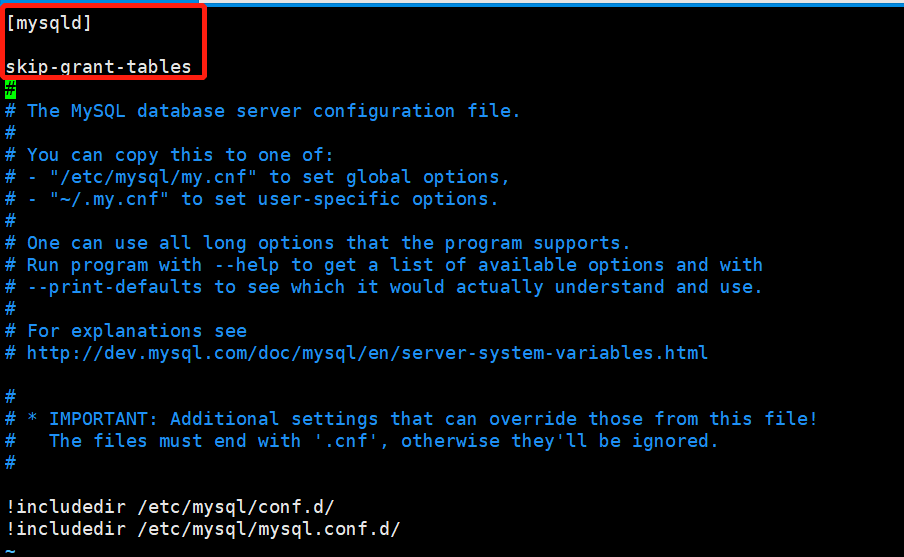 [mysqld]
skip-grant-tables
#
# The MySQL database server configuration file.
#
# You can copy this to one of:
# - "/etc/mysql/my.cnf" to set global options,
# - "~/.my.cnf" to set user-specific options.
#
# One can use all long options that the program supports.
# Run program with --help to get a list of available options and with
# --print-defaults to see which it would actually understand and use.
#
# For explanations see
# http://dev.mysql.com/doc/mysql/en/server-system-variables.html
#
# * IMPORTANT: Additional settings that can override those from this file!
#   The files must end with '.cnf', otherwise they'll be ignored.
#
!includedir /etc/mysql/conf.d/
!includedir /etc/mysql/mysql.conf.d/
~